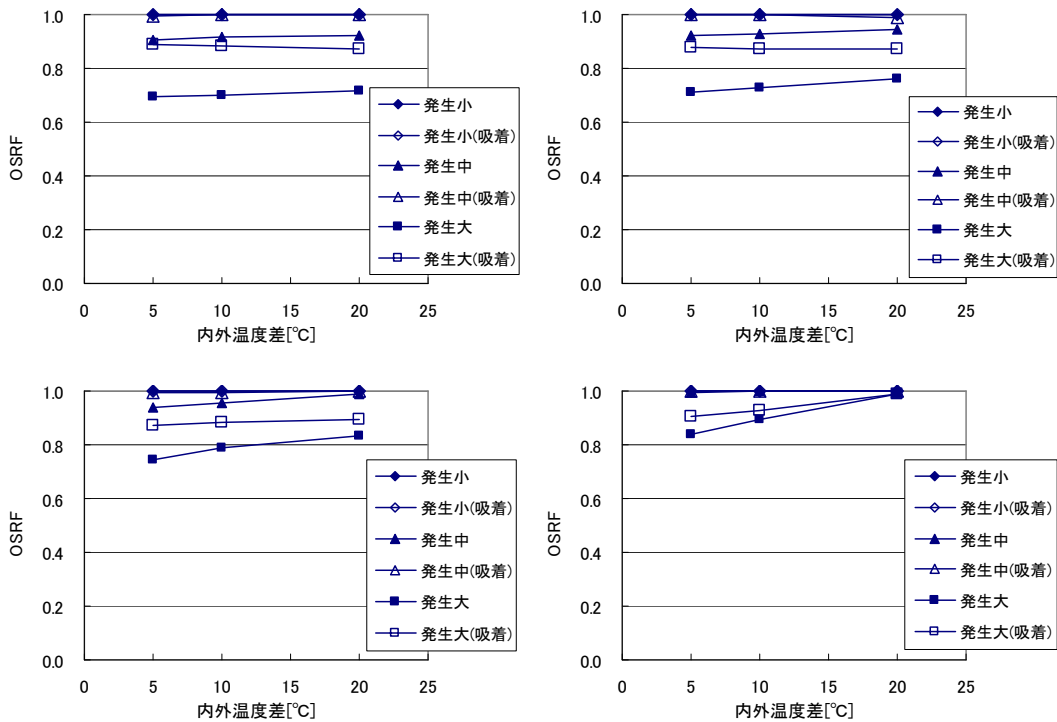 1.0
0.8
0.6
0.4
0.2
0.0
OSRF
0 5 10 15 20 25
内外温度差[℃]
発生小
発生小(吸着)
発生中
発生中(吸着)
発生大
発生大(吸着)
1.0
0.8
0.6
0.4
0.2
0.0
OSRF
0 5 10 15 20 25
内外温度差[℃]
発生小
発生小(吸着)
発生中
発生中(吸着)
発生大
発生大(吸着)
1.0
0.8
0.6
0.4
0.2
0.0
OSRF
0 5 10 15 20 25
内外温度差[℃]
発生小
発生小(吸着)
発生中
発生中(吸着)
発生大
発生大(吸着)
1.0
0.8
0.6
0.4
0.2
0.0
OSRF
0 5 10 15 20 25
内外温度差[℃]
発生小
発生小(吸着)
発生中
発生中(吸着)
発生大
発生大(吸着)